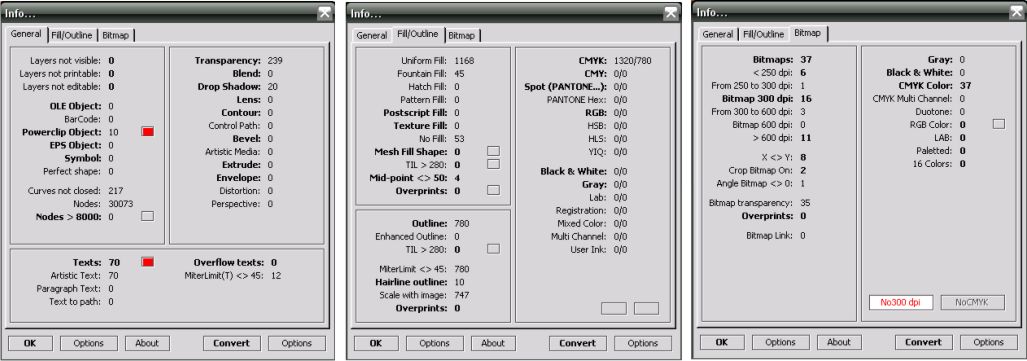 Info...
General Fill/Outline Bitmap
Layers not visible: 0
Layers not printable: 0
Layers not editable: 0
OLE Object: 0
BarCode: 0
Powerclip Object: 10
EPS Object: 0
Symbol: 0
Perfect shape: 0
Curves not closed: 217
Nodes: 30073
Nodes > 8000: 0
Transparency: 239
Blend: 0
Drop Shadow: 20
Lens: 0
Contour: 0
Control Path: 0
Bevel: 0
Artistic Media: 0
Extrude: 0
Envelope: 0
Distortion: 0
Perspective: 0
Texts: 70
Artistic Text: 70
Paragraph Text: 0
Text to path: 0
Overflow texts: 0
MiterLimit(T) <> 45: 12
OK Options About Convert Options
Info...
General Fill/Outline Bitmap
Uniform Fill: 1168
Fountain Fill: 45
Hatch Fill: 0
Pattern Fill: 0
Postscript Fill: 0
Texture Fill: 0
No Fill: 53
Mesh Fill Shape: 0
TIL > 280: 0
Mid-point <> 50: 4
Overprints: 0
Outline: 780
Enhanced Outline: 0
TIL > 280: 0
MiterLimit <> 45: 780
Hairline outline: 10
Scale with image: 747
Overprints: 0
CMYK: 1320/780
CMY: 0/0
Spot (PANTONE...): 0/0
PANTONE Hex: 0/0
RGB: 0/0
HSB: 0/0
HLS: 0/0
YIQ: 0/0
Black & White: 0/0
Gray: 0/0
Lab: 0/0
Registration: 0/0
Mixed Color: 0/0
Multi Channel: 0/0
User Ink: 0/0
OK Options About Convert Options
Info...
General Fill/Outline Bitmap
Bitmaps: 37
< 250 dpi: 6
From 250 to 300 dpi: 1
Bitmap 300 dpi: 16
From 300 to 600 dpi: 3
Bitmap 600 dpi: 0
> 600 dpi: 11
X <> Y: 8
Crop Bitmap On: 2
Angle Bitmap <> 0: 1
Bitmap transparency: 35
Overprints: 0
Bitmap Link: 0
Gray: 0
Black & White: 0
CMYK Color: 37
CMYK Multi Channel: 0
Duotone: 0
RGB Color: 0
LAB: 0
Paletted: 0
16 Colors: 0
No300 dpi NoCMYK
OK Options About Convert Options